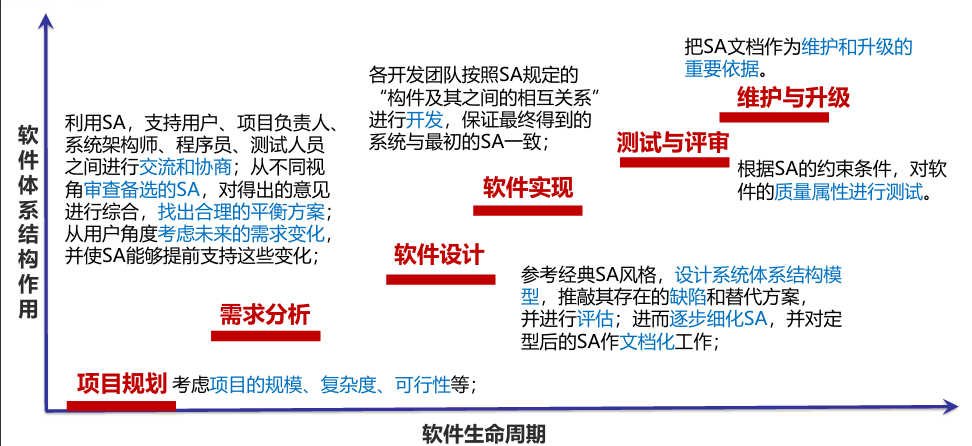 把SA文档作为维护和升级的
重要依据。
维护与升级
各开发团队按照SA规定的
“构件及其之间的相互关系”
进行开发，保证最终得到的
系统与最初的SA一致；
测试与评审
根据SA的约束条件，对软
件的质量属性进行测试。
软件实现
利用SA，支持用户、项目负责人、
系统架构师、程序员、测试人员
之间进行交流和协商；从不同视
角审查备选的SA，对得出的意见
进行综合，找出合理的平衡方案；
从用户角度考虑未来的需求变化，
并使SA能够提前支持这些变化；
软件设计
参考经典SA风格，设计系统体系结构模
型，推敲其存在的缺陷和替代方案，
并进行评估；进而逐步细化SA，并对定
型后的SA作文档化工作；
需求分析
项目规划
考虑项目的规模、复杂度、可行性等；
软件体系结构作用
软件生命周期